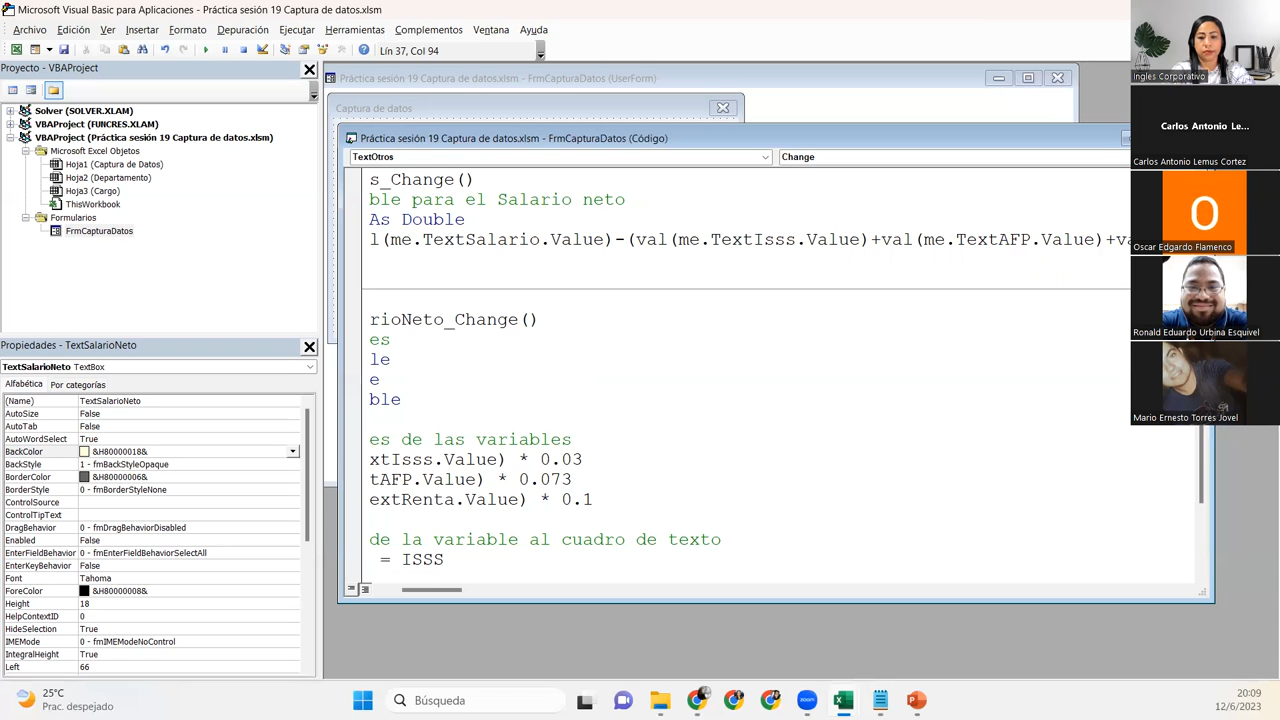 Microsoft Visual Basic para Aplicaciones - Práctica sesión 19 Captura de datos.xlsm
Archivo Edición Ver Insertar Formato Depuración Ejecutar Herramientas Complementos Ventana Ayuda
Lín 37, Col 94
Proyecto - VBAProject
Solver (SOLVER.XLAM)
VBAProject (FUNCRES.XLAM)
VBAProject (Práctica sesión 19 Captura de datos.xlsm)
Microsoft Excel Objetos
Hoja1 (Captura de Datos)
Hoja2 (Departamento)
Hoja3 (Cargo)
ThisWorkbook
Formularios
FrmCapturaDatos
Propiedades - TextSalarioNeto
TextSalarioNeto TextBox
Alfabética Por categorías
(Name) TextSalarioNeto
AutoSize False
AutoTab False
AutoWordSelect True
BackColor &H80000018&
BackStyle 1 - fmBackStyleOpaque
BorderColor &H80000006&
BorderStyle 0 - fmBorderStyleNone
ControlSource
ControlTipText
DragBehavior 0 - fmDragBehaviorDisabled
Enabled False
EnterFieldBehavior 0 - fmEnterFieldBehaviorSelectAll
EnterKeyBehavior False
Font Tahoma
ForeColor &H80000008&
Height 18
HelpContextID 0
HideSelection True
IMEMode 0 - fmIMEModeNoControl
IntegralHeight True
Left 66
Práctica sesión 19 Captura de datos.xlsm - FrmCapturaDatos (UserForm)
Captura de datos
Práctica sesión 19 Captura de datos.xlsm - FrmCapturaDatos (Código)
TextOtros Change
s_Change()
ble para el Salario neto
As Double
l(me.TextSalario.Value)-(val(me.TextIsss.Value)+val(me.TextAFP.Value)+va
rioNeto_Change()
es
le
e
ble
es de las variables
xtIsss.Value) * 0.03
tAFP.Value) * 0.073
extRenta.Value) * 0.1
de la variable al cuadro de texto
= ISSS
Ingles Corporativo
Carlos Antonio Le...
Carlos Antonio Lemus Cortez
O
Oscar Edgardo Flamenco
Ronald Eduardo Urbina Esquivel
Mario Ernesto Torres Jovel
25°C
Prac. despejado
Búsqueda
20:09
12/6/2023